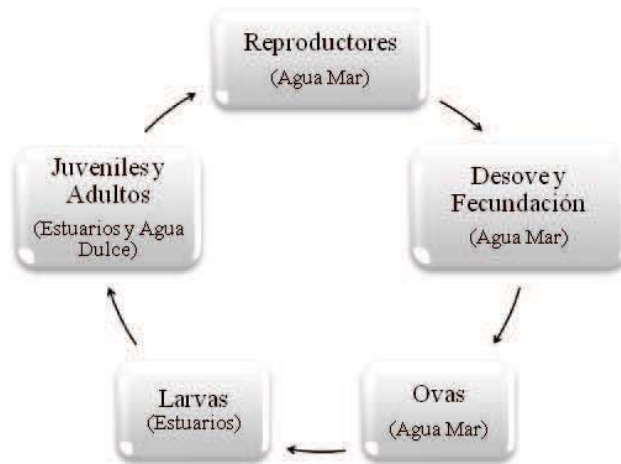 Reproductores
(Agua Mar)
Desove y
Fecundación
(Agua Mar)
Ovas
(Agua Mar)
Larvas
(Estuarios)
Juveniles y
Adultos
(Estuarios y Agua
Dulce)